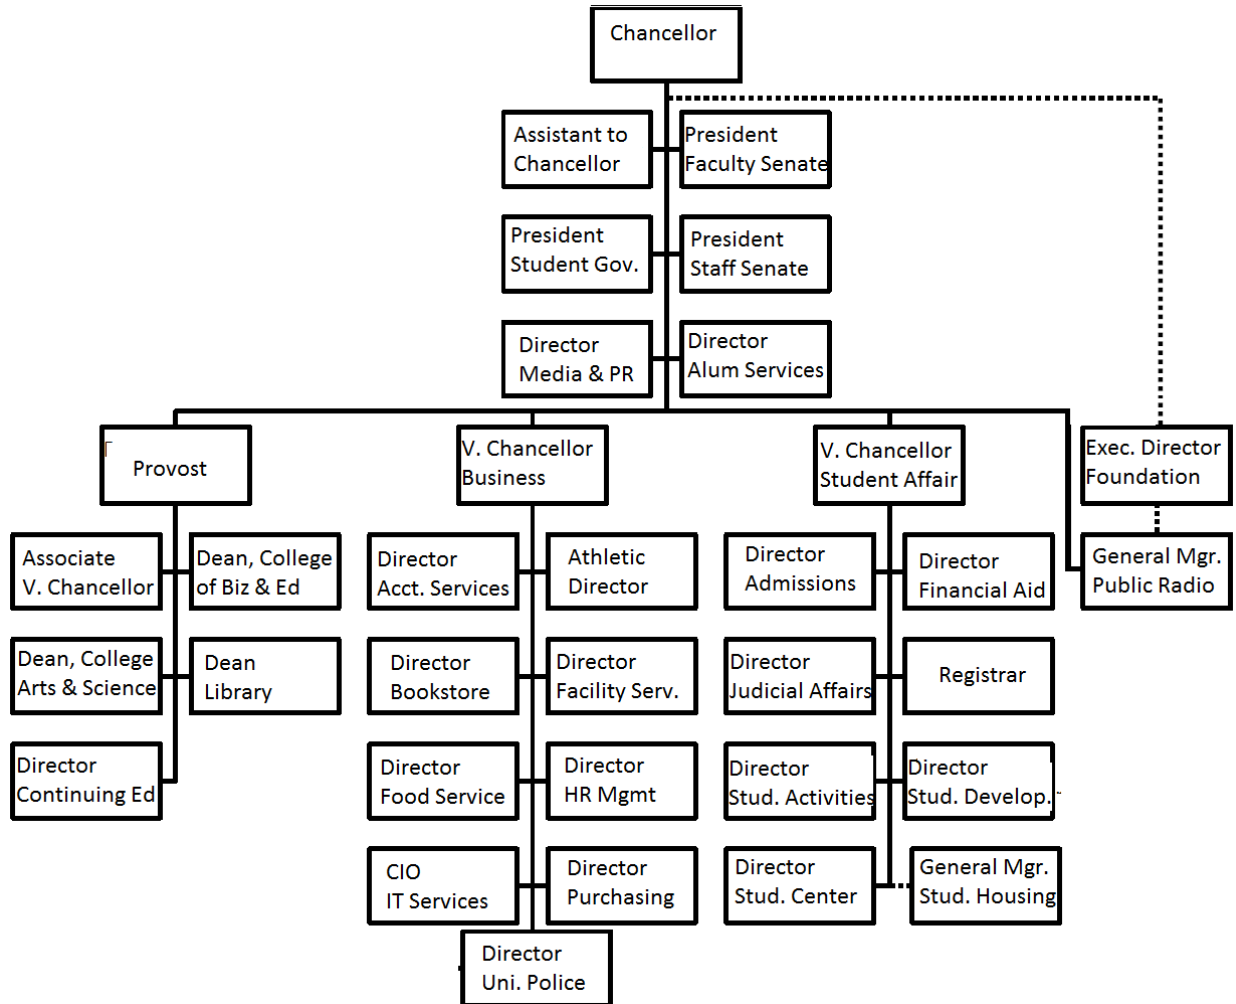 Chancellor
Assistant to
Chancellor
President
Faculty Senate
President
Student Gov.
President
Staff Senate
Director
Media & PR
Director
Alum Services
Provost
V. Chancellor
Business
V. Chancellor
Student Affair
Exec. Director
Foundation
Associate
V. Chancellor
Dean, College
of Biz & Ed
Director
Acct. Services
Athletic
Director
Director
Admissions
Director
Financial Aid
General Mgr.
Public Radio
Dean, College
Arts & Science
Dean
Library
Director
Bookstore
Director
Facility Serv.
Director
Judicial Affairs
Registrar
Director
Continuing Ed
Director
Food Service
Director
HR Mgmt
Director
Stud. Activities
Director
Stud. Develop.
CIO
IT Services
Director
Purchasing
Director
Stud. Center
General Mgr.
Stud. Housing
Director
Uni. Police